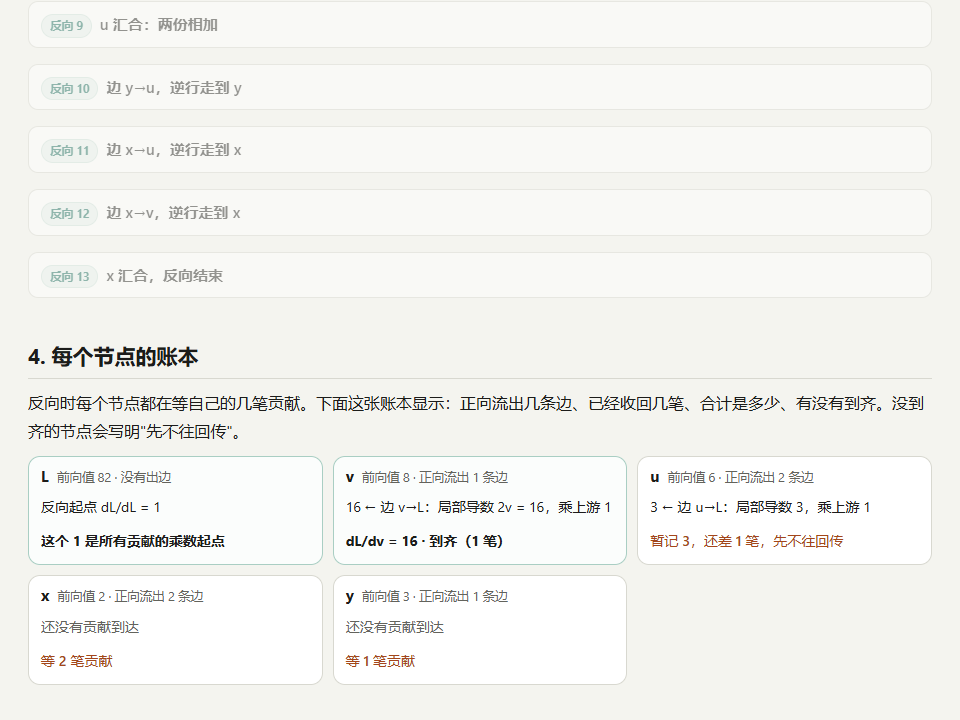 反向 9 u 汇合：两份相加
反向 10 边 y→u，逆行走到 y
反向 11 边 x→u，逆行走到 x
反向 12 边 x→v，逆行走到 x
反向 13 x 汇合，反向结束
4. 每个节点的账本
反向时每个节点都在等自己的几笔贡献。下面这张账本显示：正向流出几条边、已经收回几笔、合计是多少、有没有到齐。没到
齐的节点会写明"先不往回传"。
L 前向值 82 · 没有出边
反向起点 dL/dL = 1
这个 1 是所有贡献的乘数起点
v 前向值 8 · 正向流出 1 条边
16 ← 边 v→L：局部导数 2v = 16，乘上游 1
dL/dv = 16 · 到齐（1 笔）
u 前向值 6 · 正向流出 2 条边
3 ← 边 u→L：局部导数 3，乘上游 1
暂记 3，还差 1 笔，先不往回传
x 前向值 2 · 正向流出 2 条边
还没有贡献到达
等 2 笔贡献
y 前向值 3 · 正向流出 1 条边
还没有贡献到达
等 1 笔贡献